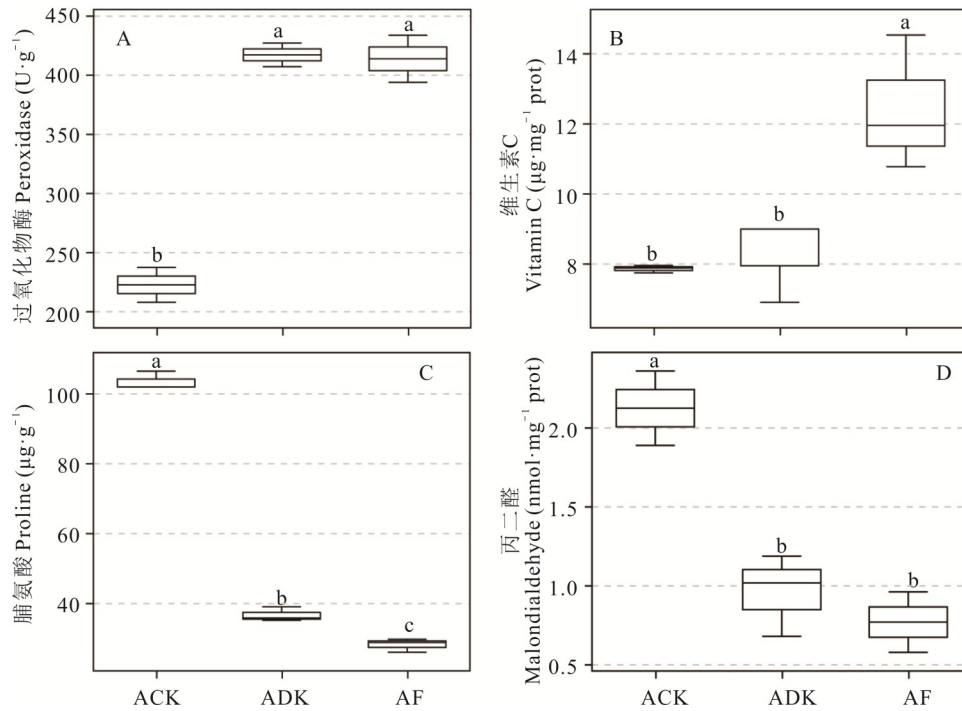 过氧化物酶 Peroxidase (U·g⁻¹)
450
400
350
300
250
200
A
b
a
a
维生素C
Vitamin C (μg·mg⁻¹ prot)
14
12
10
8
B
b
b
a
脯氨酸 Proline (μg·g⁻¹)
100
80
60
40
C
a
b
c
ACK
ADK
AF
丙二醛
Malondialdehyde (nmol·mg⁻¹ prot)
2.0
1.5
1.0
0.5
D
a
b
b
ACK
ADK
AF